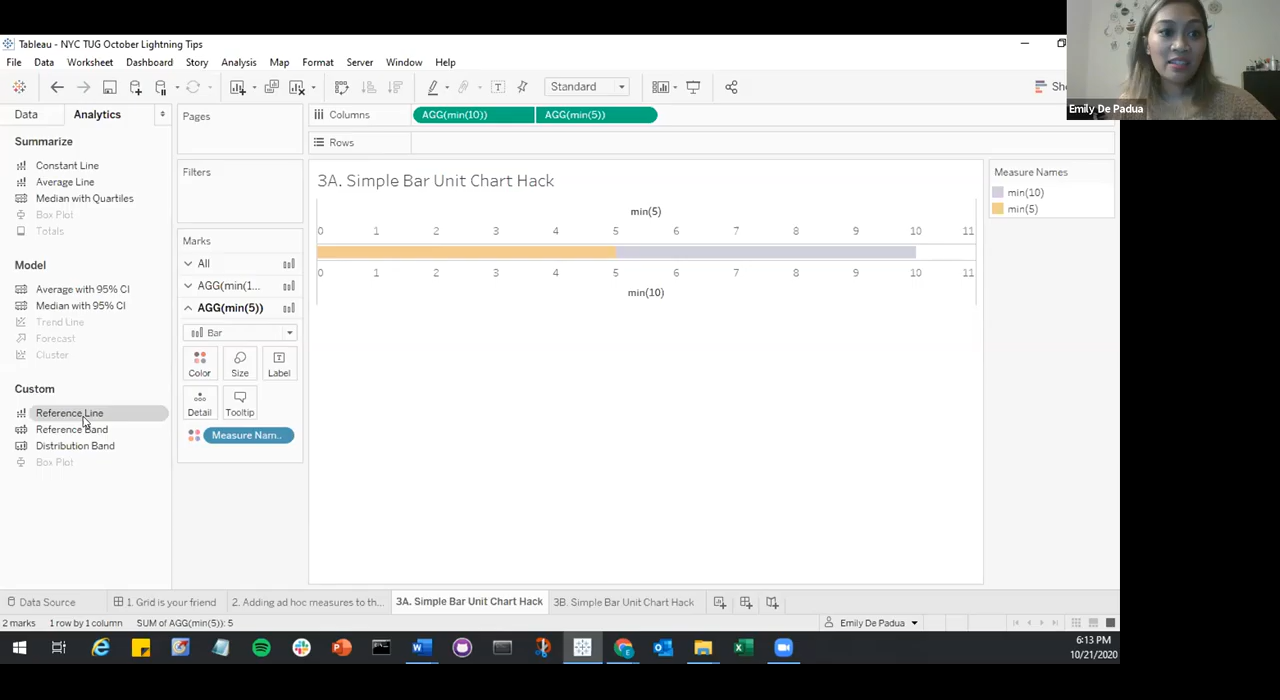 Tableau - NYC TUG October Lightning Tips
File Data Worksheet Dashboard Analysis Map Format Server Window Help
Standard
Sh
Emily De Padua
Data Analytics
Pages
Columns AGG(min(10)) AGG(min(5))
Rows
Summarize
Constant Line
Average Line
Median with Quartiles
Box Plot
Totals
Model
Average with 95% CI
Median with 95% CI
Trend Line
Forecast
Cluster
Custom
Reference Line
Reference Band
Distribution Band
Box Plot
Filters
Marks
All
AGG(min(1...
AGG(min(5))
Bar
Color Size Label
Detail Tooltip
Measure Nam..
3A. Simple Bar Unit Chart Hack
min(5)
0 1 2 3 4 5 6 7 8 9 10 11
0 1 2 3 4 5 6 7 8 9 10 11
min(10)
Measure Names
min(10)
min(5)
Data Source 1. Grid is your friend 2. Adding ad hoc measures to th... 3A. Simple Bar Unit Chart Hack 3B. Simple Bar Unit Chart Hack
2 marks 1 row by 1 column SUM of AGG(min(5)): 5 Emily De Padua
6:13 PM
10/21/2020